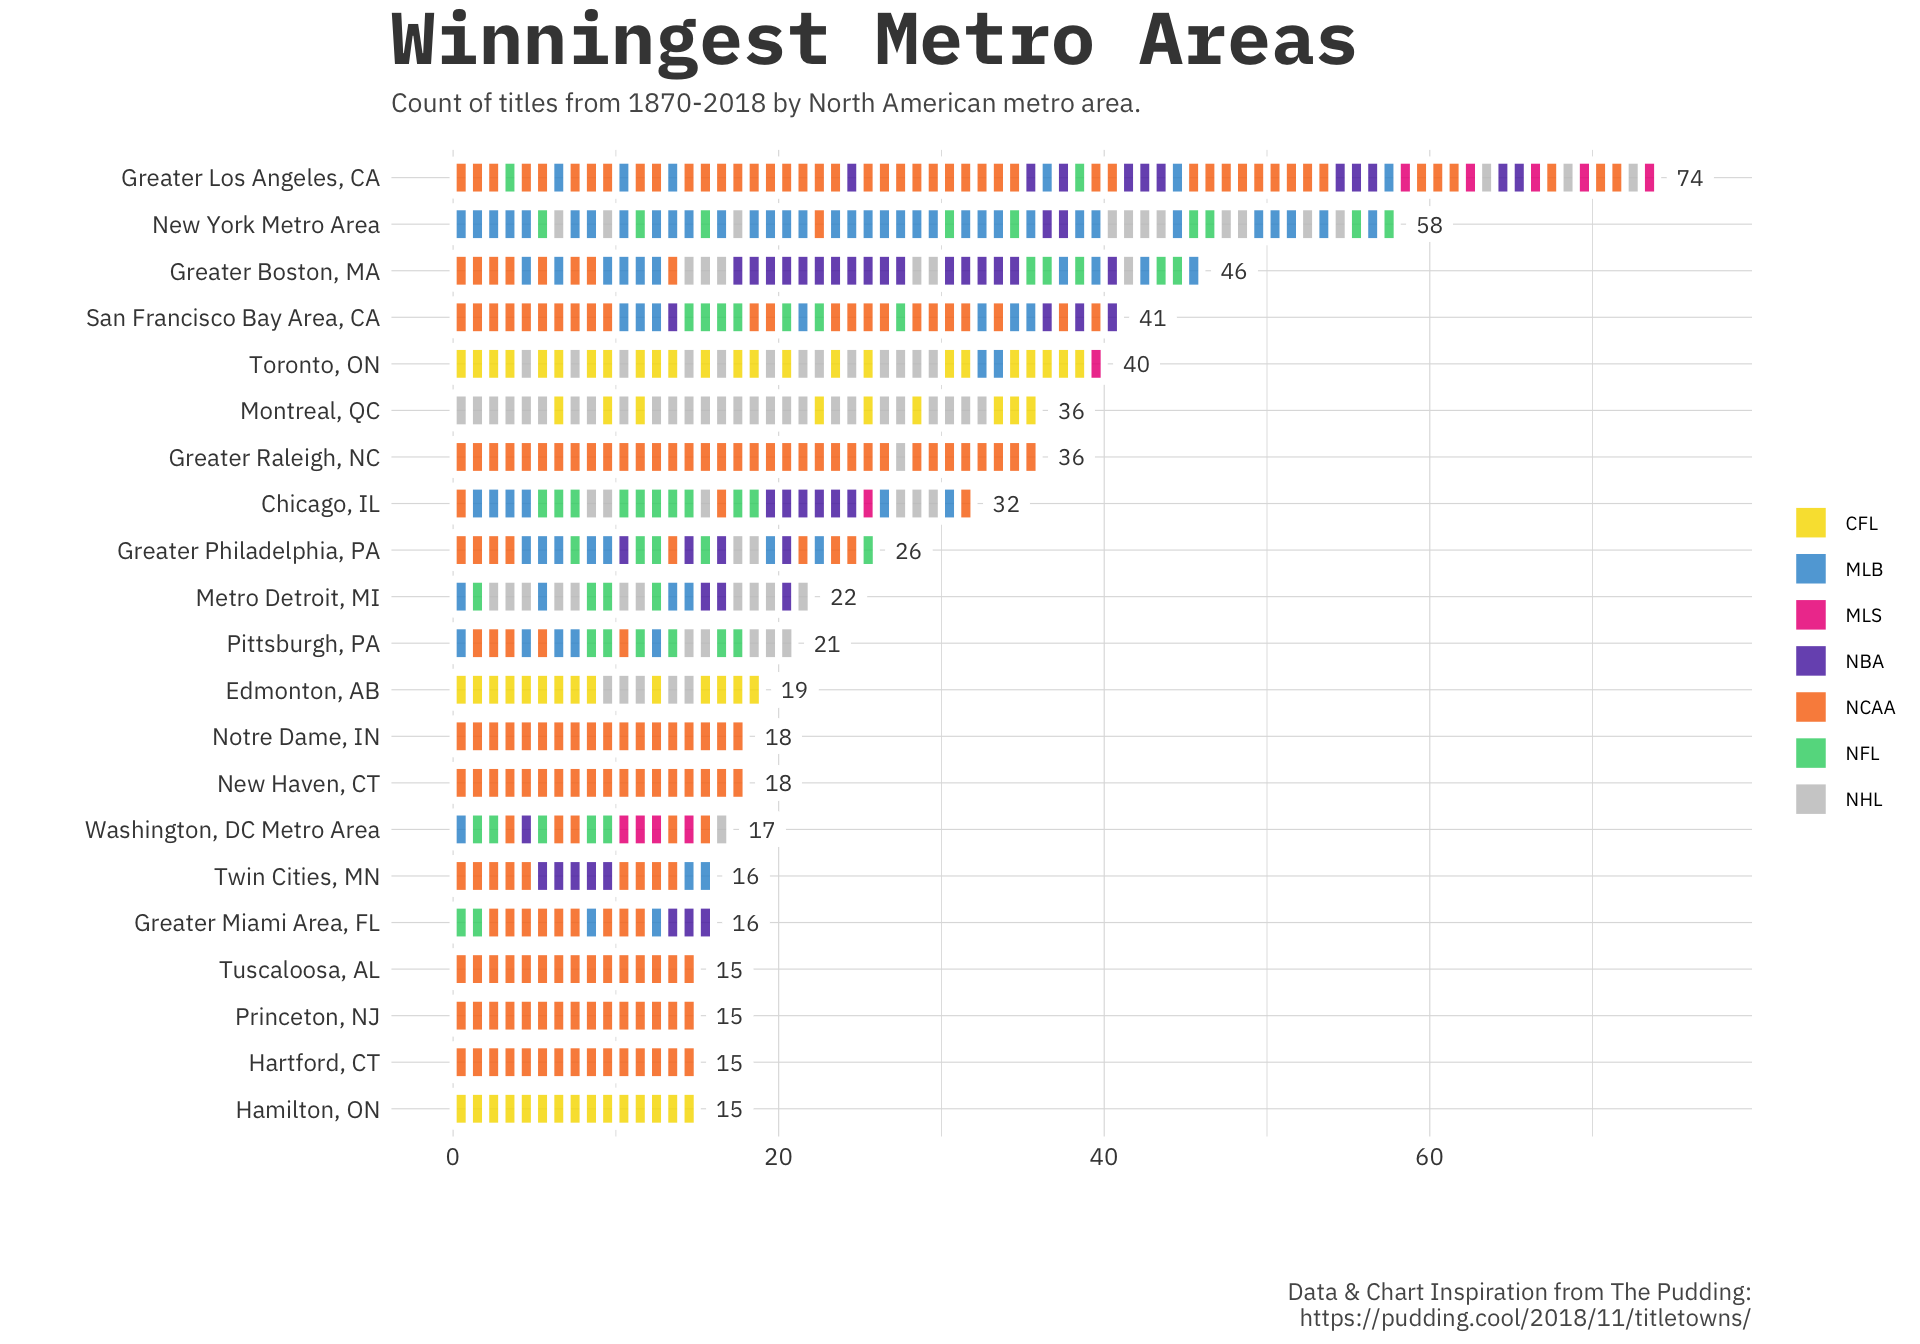 Winningest Metro Areas
Count of titles from 1870-2018 by North American metro area.
Greater Los Angeles, CA 74
New York Metro Area 58
Greater Boston, MA 46
San Francisco Bay Area, CA 41
Toronto, ON 40
Montreal, QC 36
Greater Raleigh, NC 36
Chicago, IL 32
Greater Philadelphia, PA 26
Metro Detroit, MI 22
Pittsburgh, PA 21
Edmonton, AB 19
Notre Dame, IN 18
New Haven, CT 18
Washington, DC Metro Area 17
Twin Cities, MN 16
Greater Miami Area, FL 16
Tuscaloosa, AL 15
Princeton, NJ 15
Hartford, CT 15
Hamilton, ON 15
0 20 40 60
CFL
MLB
MLS
NBA
NCAA
NFL
NHL
Data & Chart Inspiration from The Pudding:
https://pudding.cool/2018/11/titletowns/